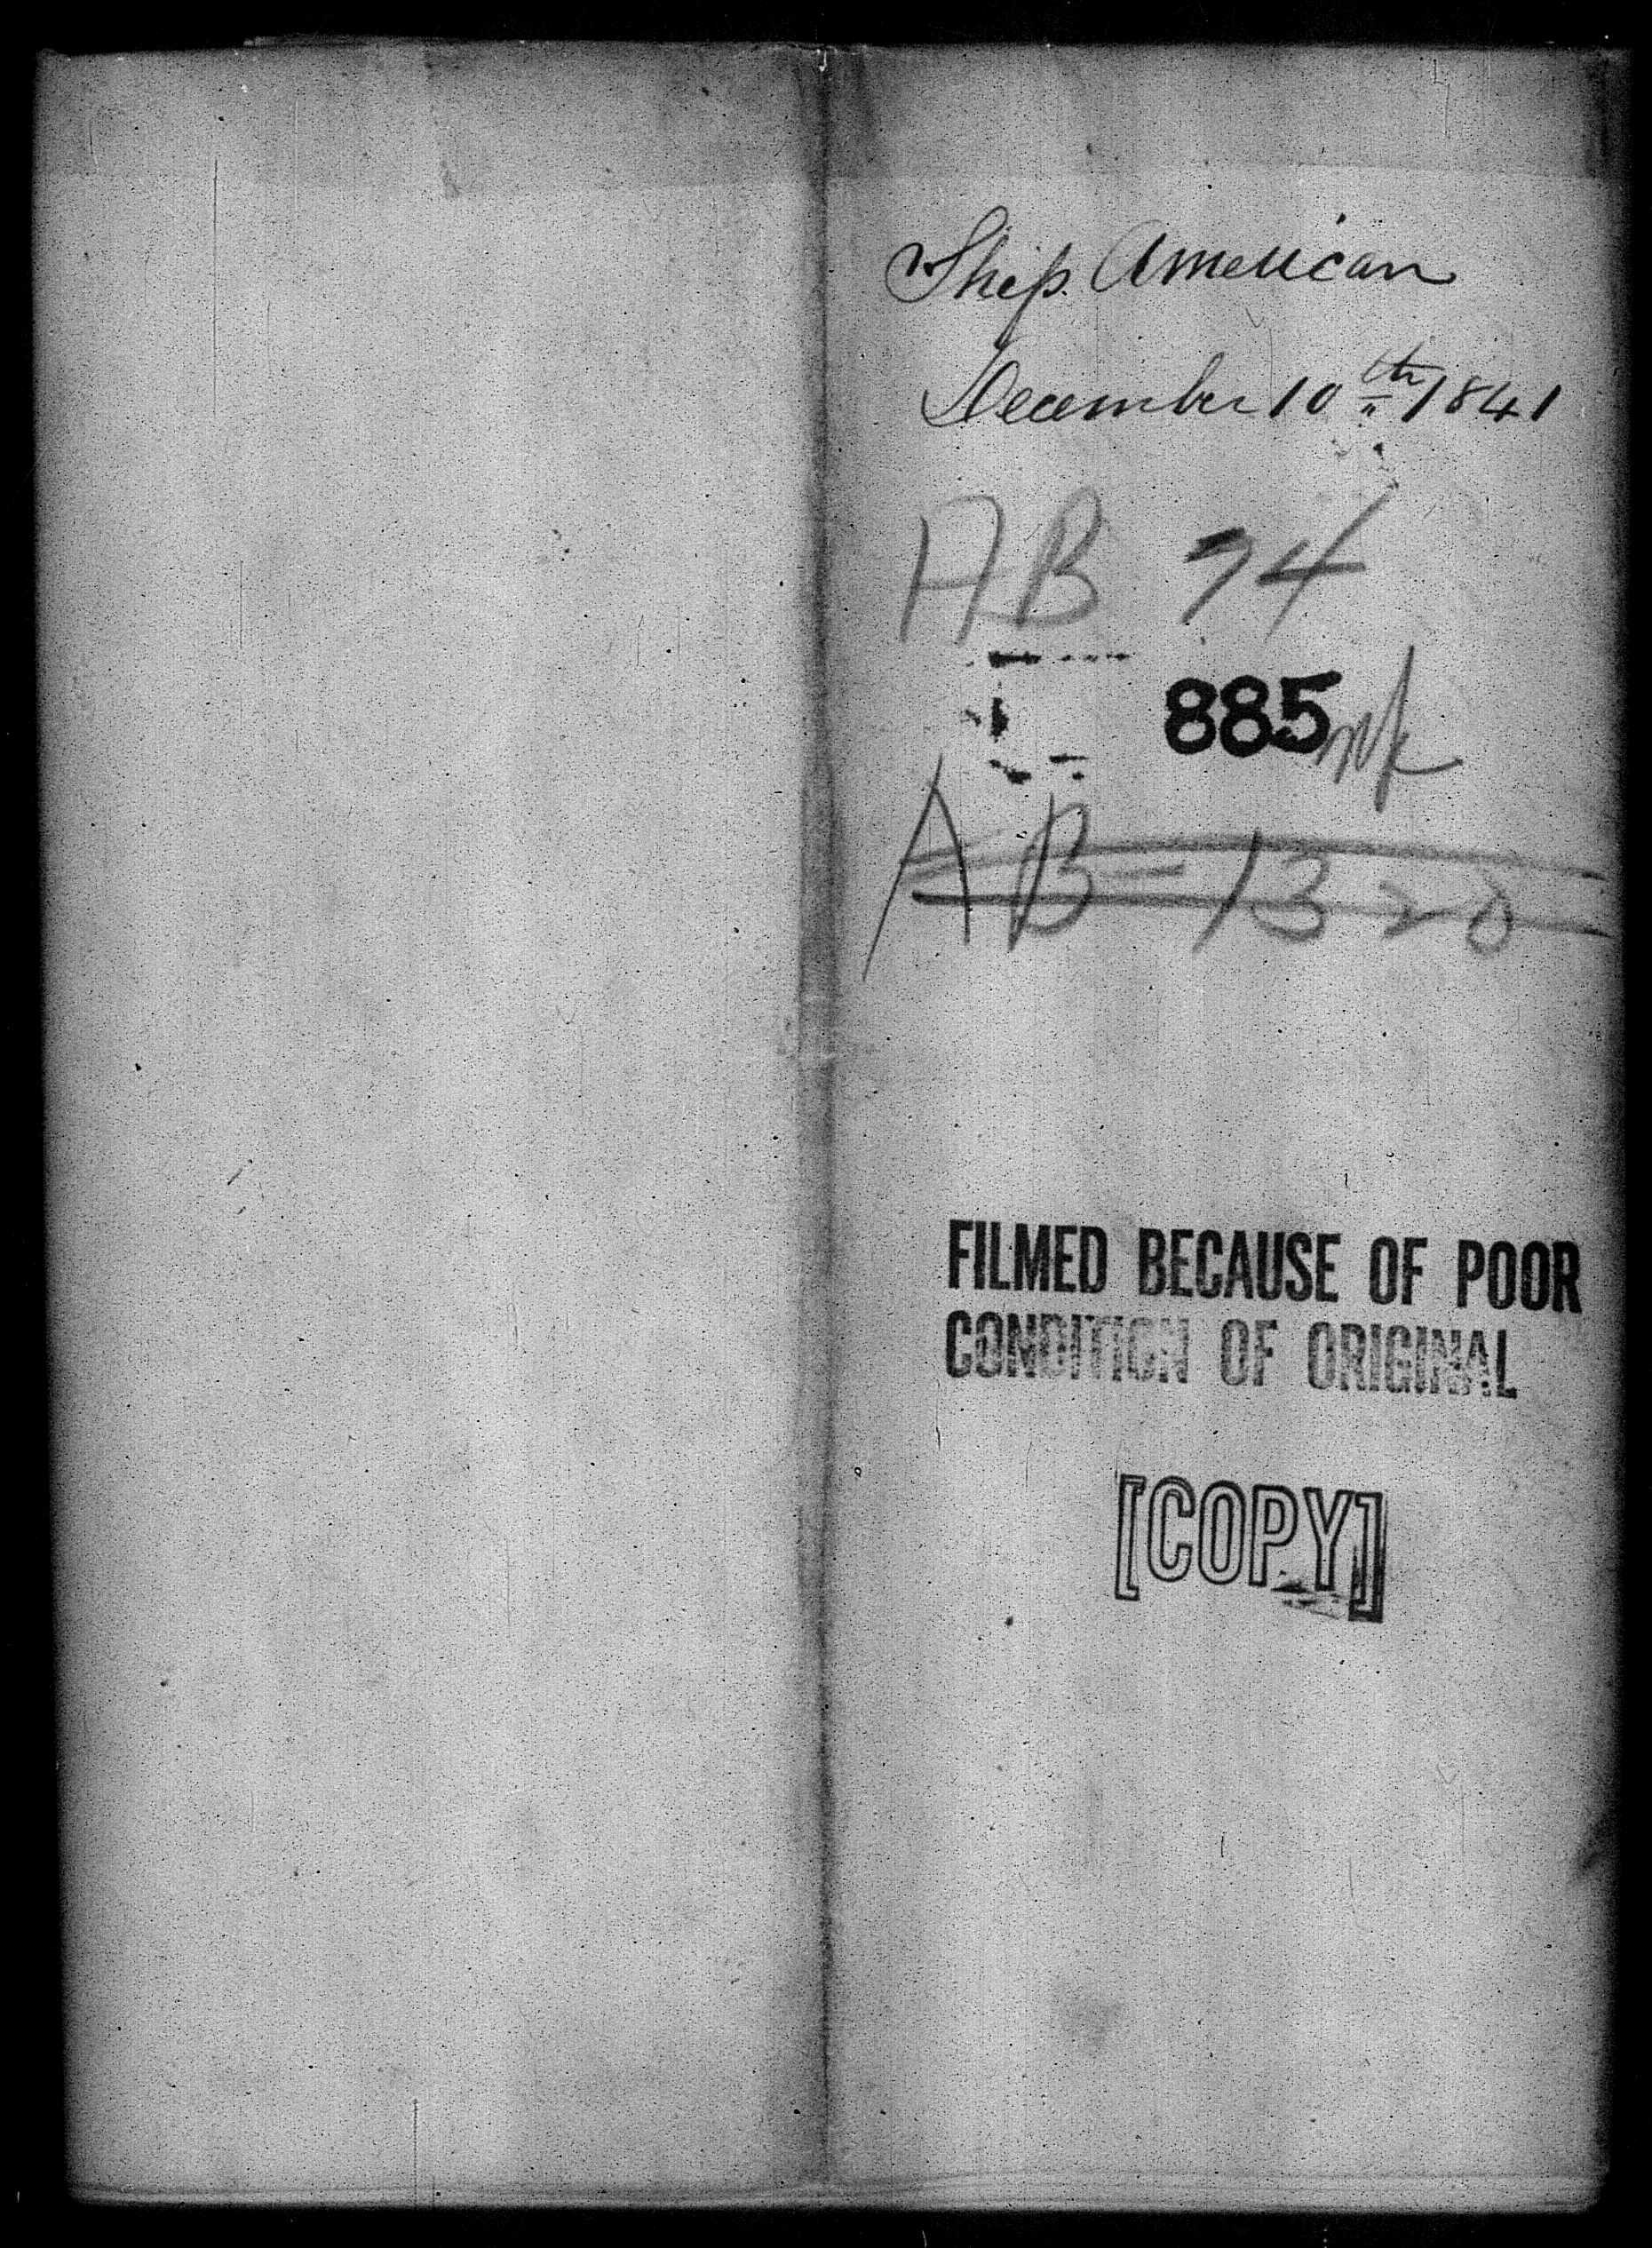 Ship. American
December 10th 1841
AB 74
885
AB-1320
FILMED BECAUSE OF POOR
CONDITION OF ORIGINAL
[COPY]